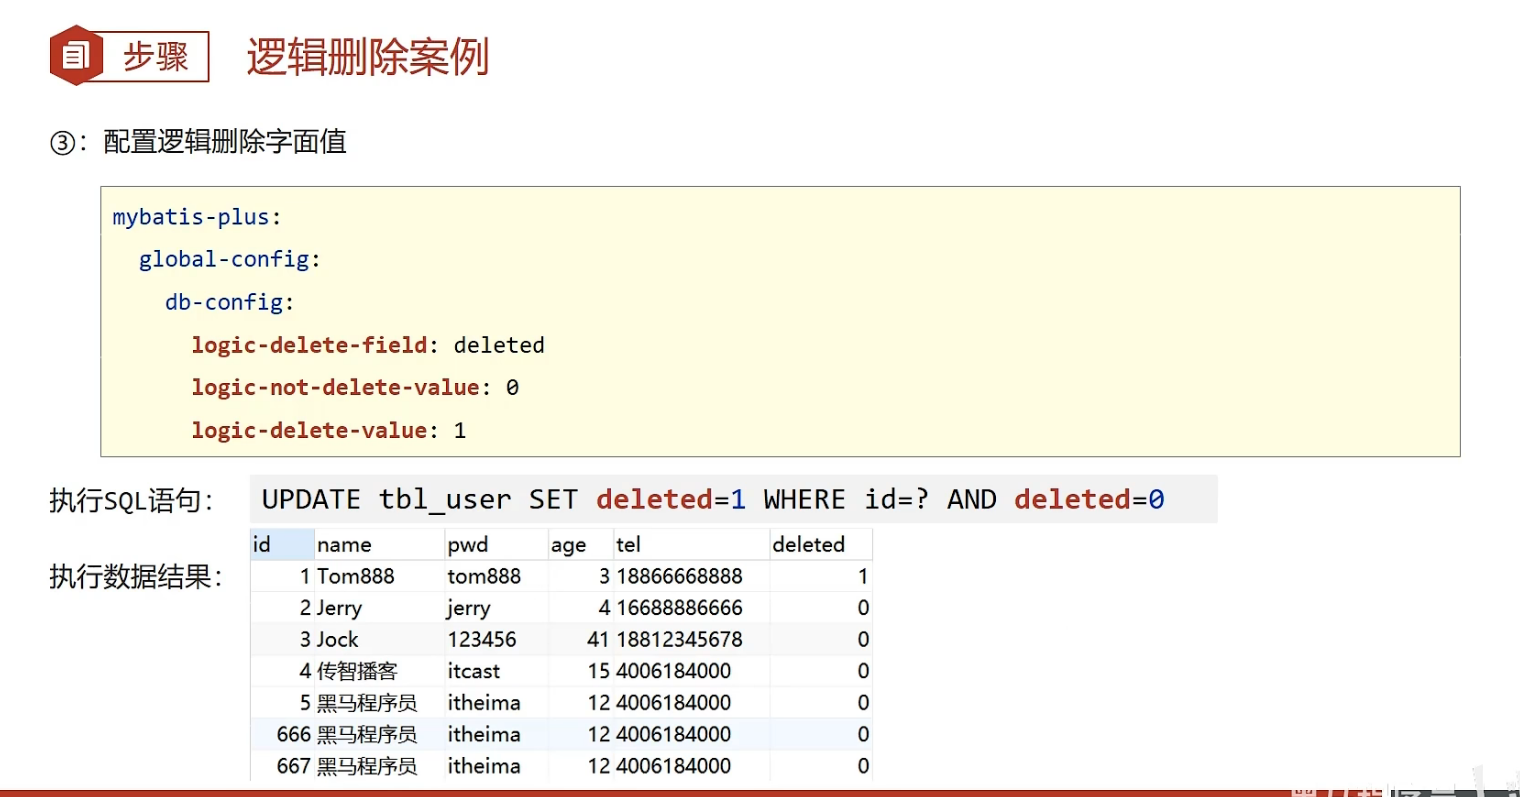 步骤 逻辑删除案例
③：配置逻辑删除字面值
mybatis-plus:
global-config:
db-config:
logic-delete-field: deleted
logic-not-delete-value: 0
logic-delete-value: 1
执行SQL语句： UPDATE tbl_user SET deleted=1 WHERE id=? AND deleted=0
执行数据结果：
id name pwd age tel deleted
1 Tom888 tom888 3 18866668888 1
2 Jerry jerry 4 16688886666 0
3 Jock 123456 41 18812345678 0
4 传智播客 itcast 15 4006184000 0
5 黑马程序员 itheima 12 4006184000 0
666 黑马程序员 itheima 12 4006184000 0
667 黑马程序员 itheima 12 4006184000 0